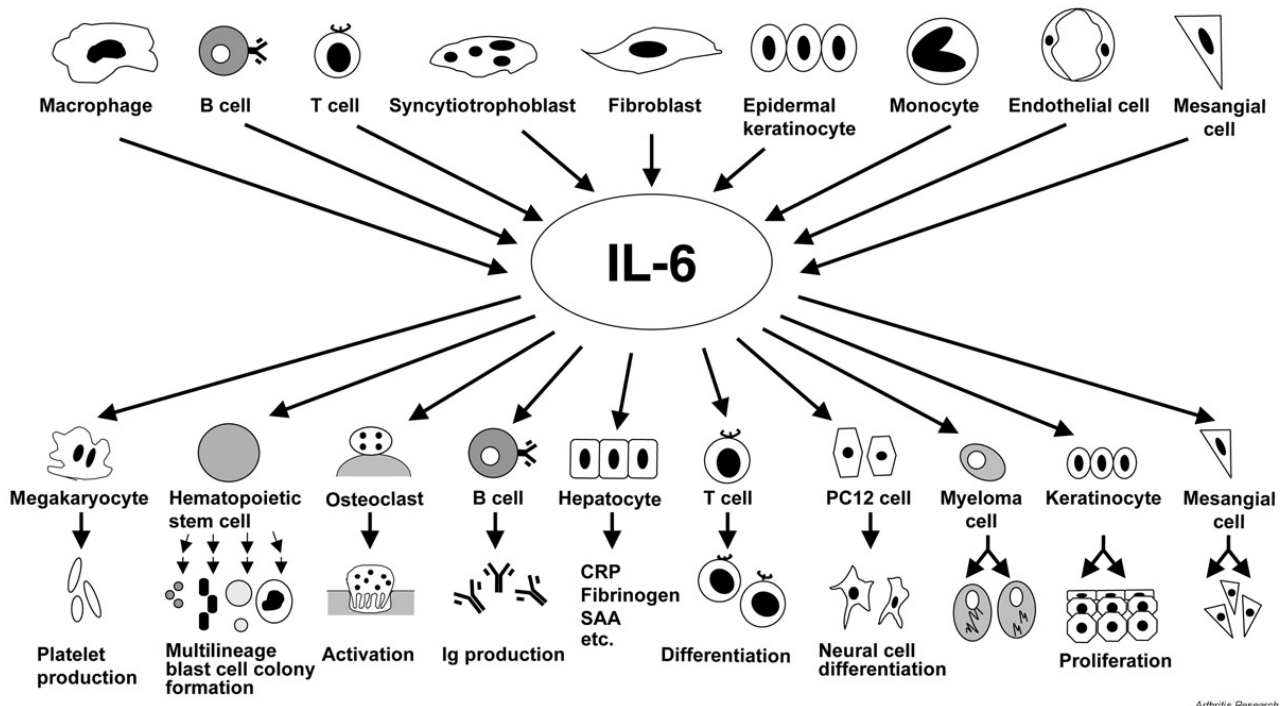 Macrophage
B cell
T cell
Syncytiotrophoblast
Fibroblast
Epidermal
keratinocyte
Monocyte
Endothelial cell
Mesangial
cell
IL-6
Megakaryocyte
Hematopoietic
stem cell
Osteoclast
B cell
Hepatocyte
T cell
PC12 cell
Myeloma
cell
Keratinocyte
Mesangial
cell
Platelet
production
Multilineage
blast cell colony
formation
Activation
Ig production
CRP
Fibrinogen
SAA
etc.
Differentiation
Neural cell
differentiation
Proliferation
Arthritis Research